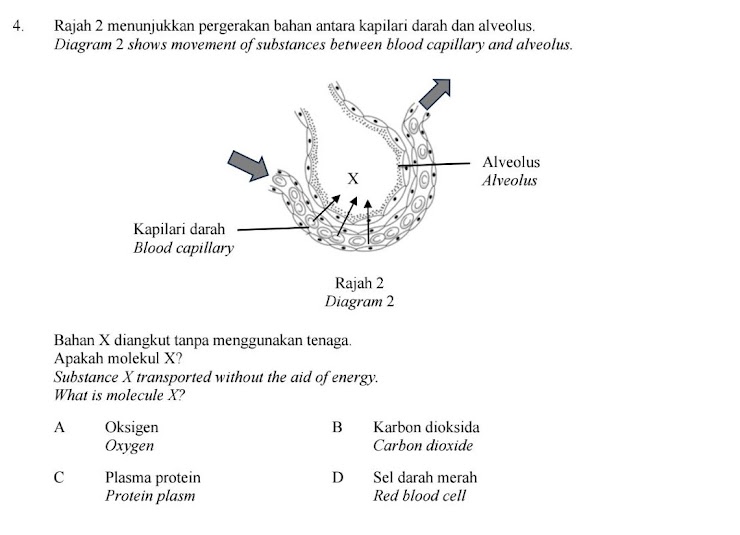 4. Rajah 2 menunjukkan pergerakan bahan antara kapilari darah dan alveolus.
Diagram 2 shows movement of substances between blood capillary and alveolus.
Alveolus
Alveolus
X
Kapilari darah
Blood capillary
Rajah 2
Diagram 2
Bahan X diangkut tanpa menggunakan tenaga.
Apakah molekul X?
Substance X transported without the aid of energy.
What is molecule X?
A Oksigen B Karbon dioksida
Oxygen Carbon dioxide
C Plasma protein D Sel darah merah
Protein plasm Red blood cell